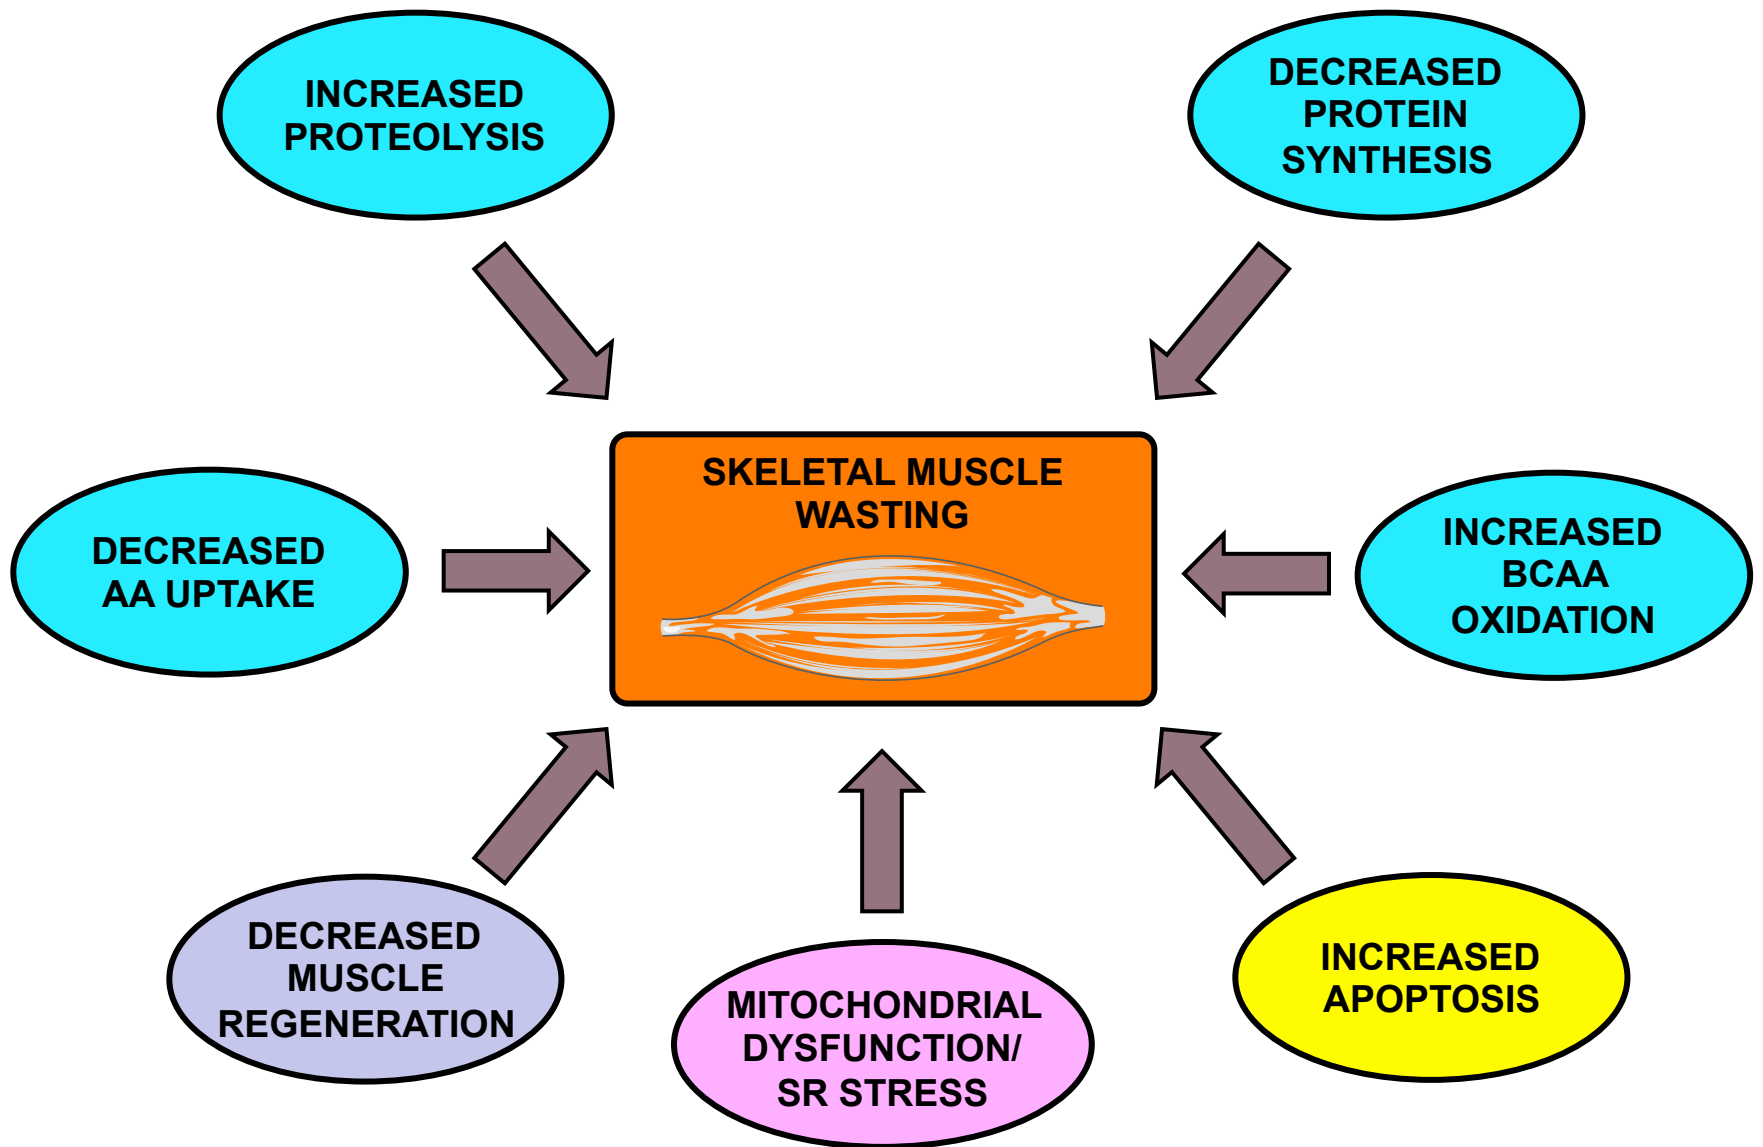 INCREASED
PROTEOLYSIS
DECREASED
PROTEIN
SYNTHESIS
SKELETAL MUSCLE
WASTING
DECREASED
AA UPTAKE
INCREASED
BCAA
OXIDATION
DECREASED
MUSCLE
REGENERATION
MITOCHONDRIAL
DYSFUNCTION/
SR STRESS
INCREASED
APOPTOSIS